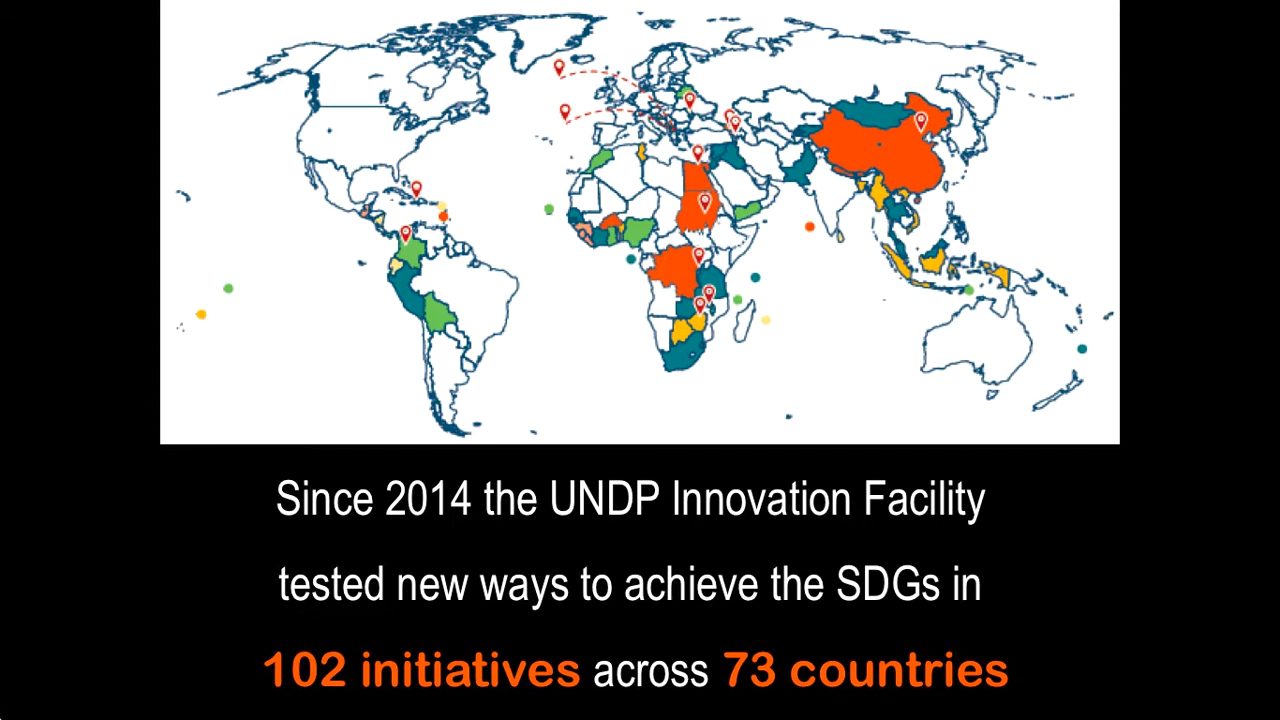 Since 2014 the UNDP Innovation Facility
tested new ways to achieve the SDGs in
102 initiatives across 73 countries